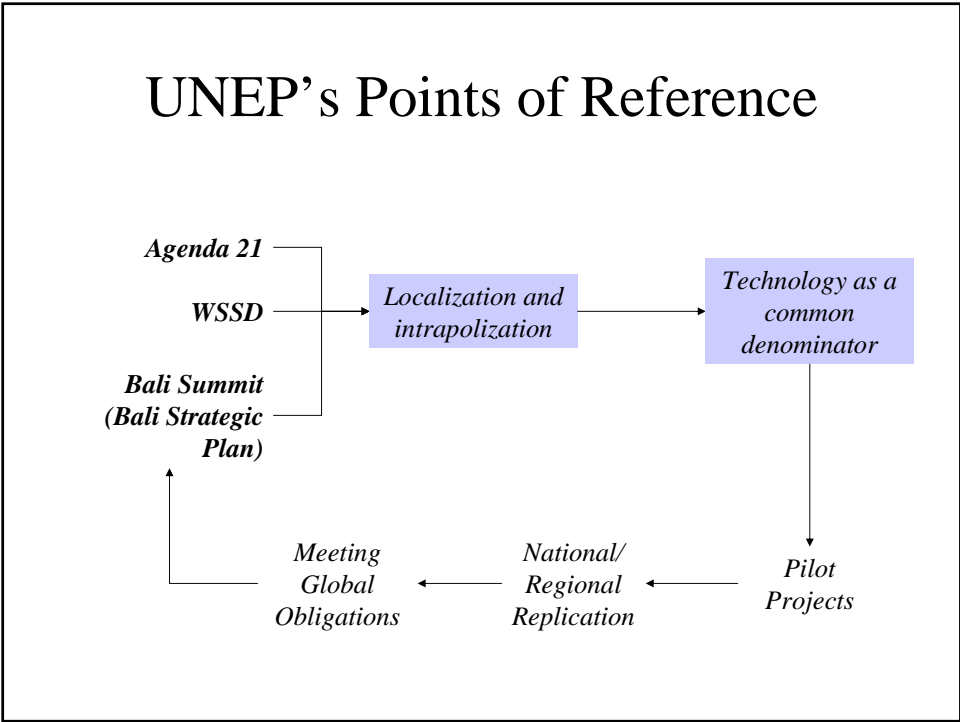 UNEP’s Points of Reference
Agenda 21
WSSD
Bali Summit
(Bali Strategic
Plan)
Localization and
intrapolization
Technology as a
common
denominator
Pilot
Projects
National/
Regional
Replication
Meeting
Global
Obligations